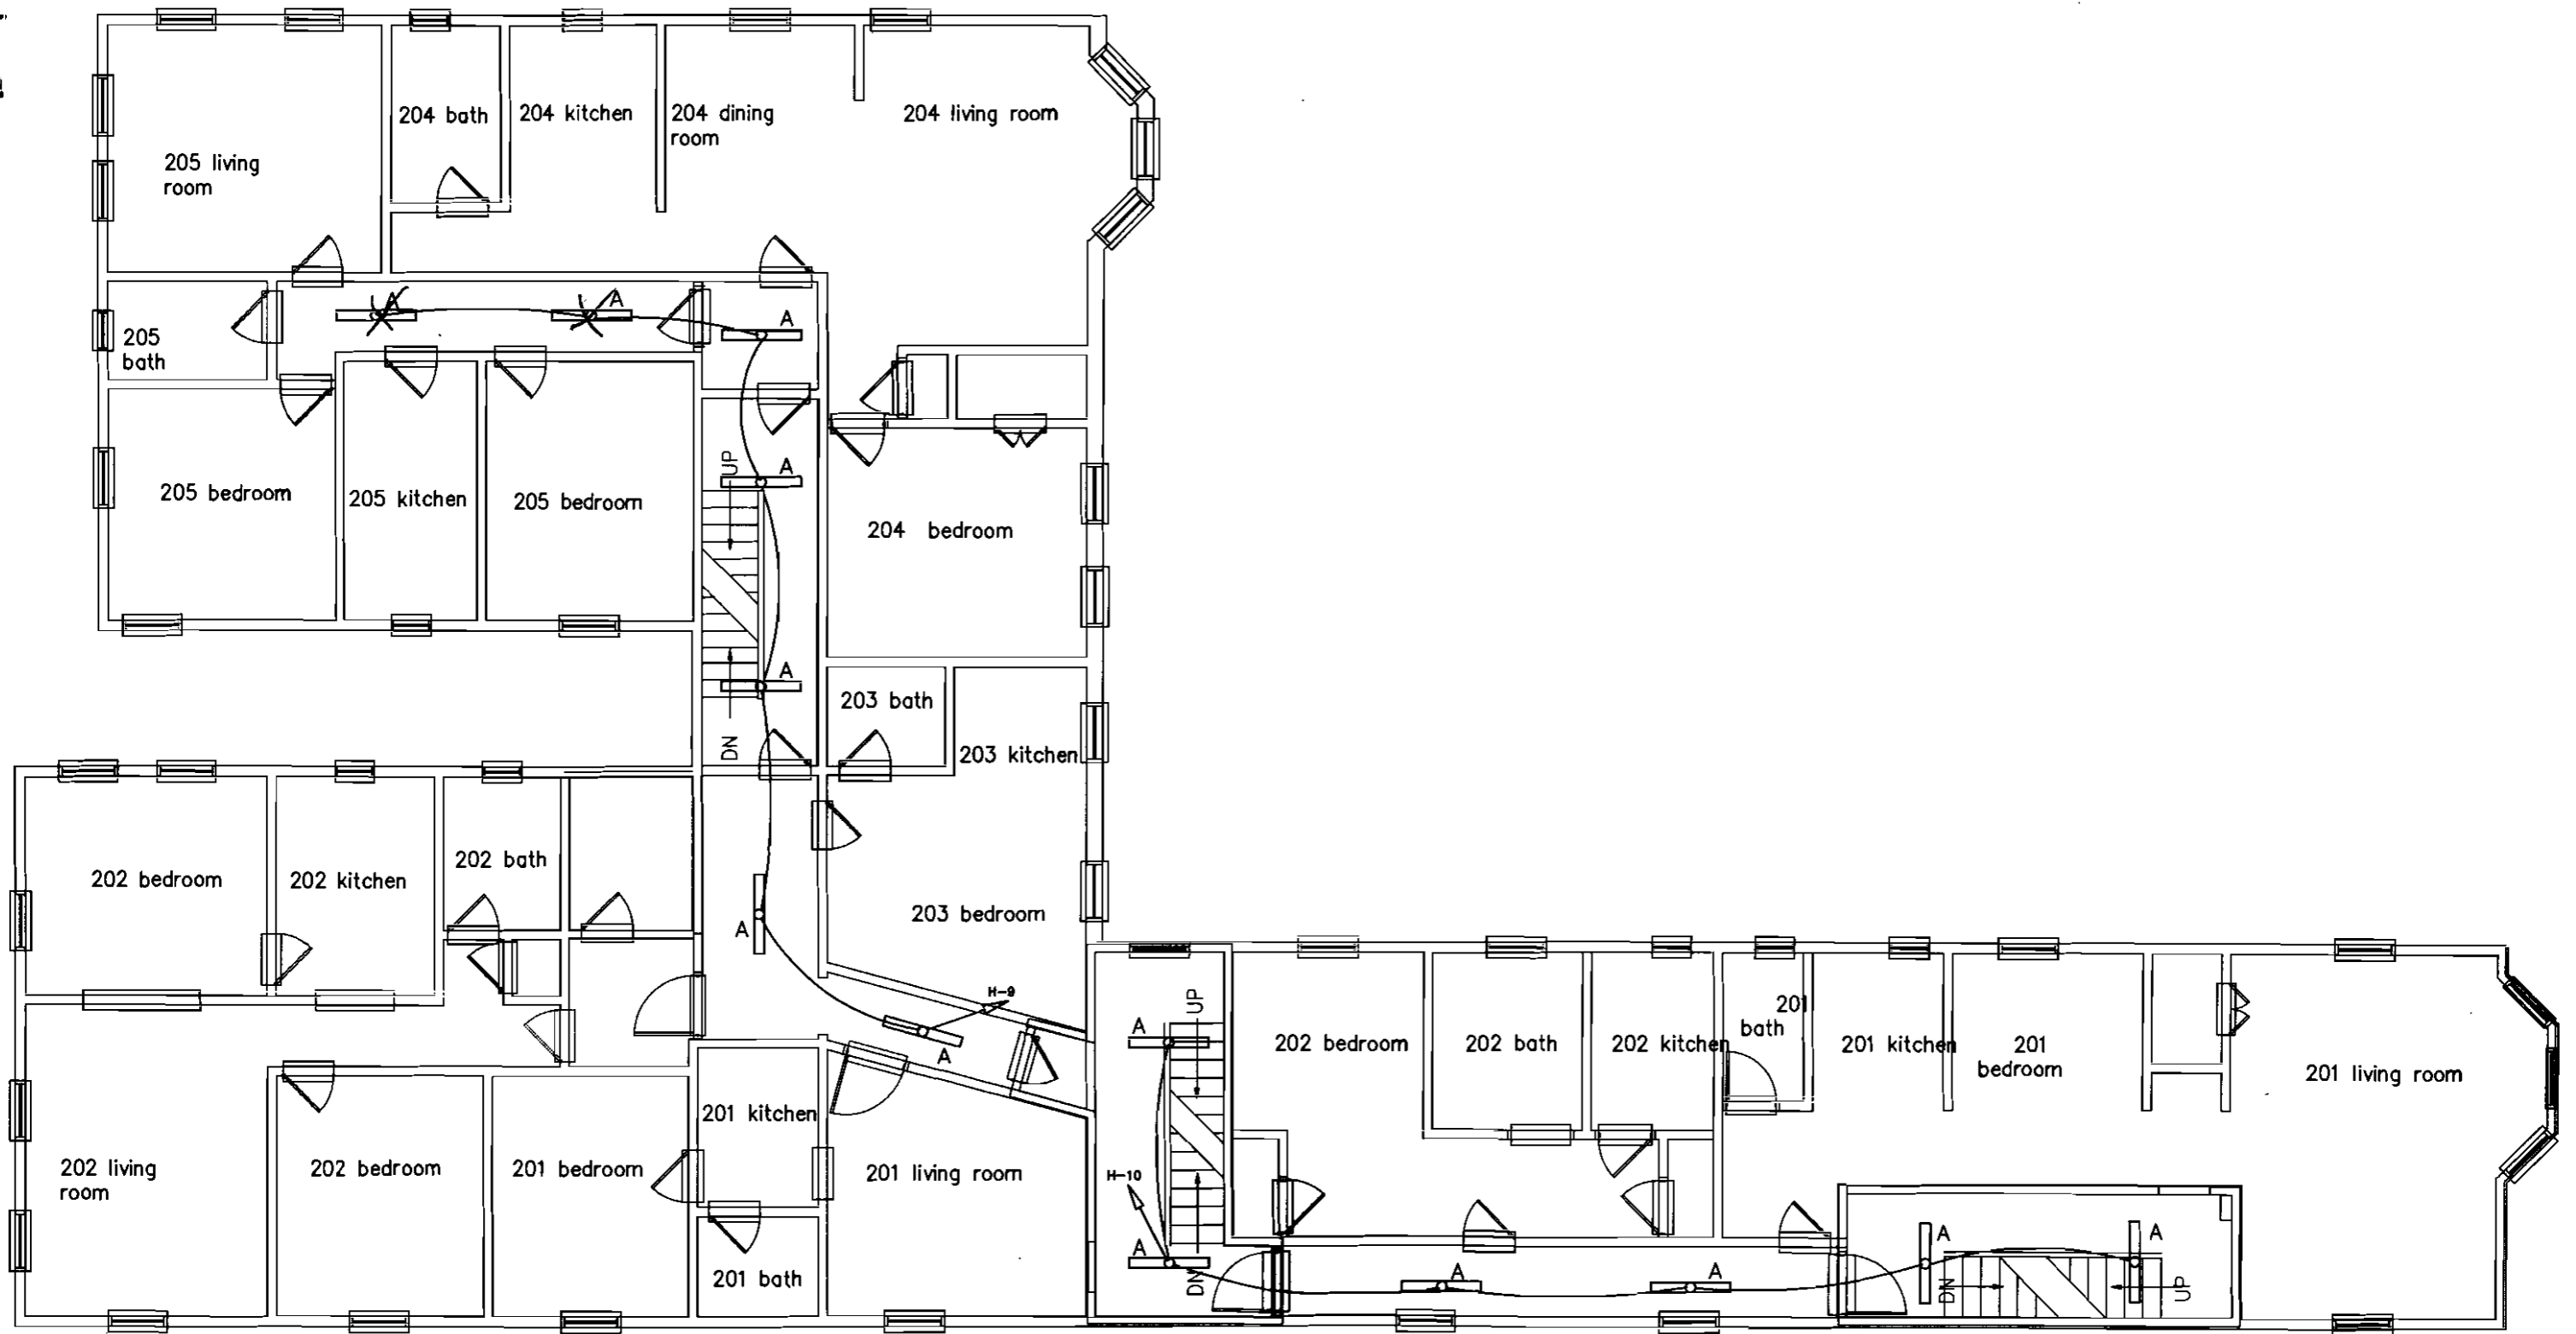 204 bath
204 kitchen
204 dining
room
204 living room
205 living
room
A
A
A
205
bath
UP
A
205 bedroom
205 kitchen
205 bedroom
204 bedroom
A
203 bath
DN
203 kitchen
202 bedroom
202 kitchen
202 bath
A
203 bedroom
H-9
A
UP
A
201
bath
202 bedroom
202 bath
202 kitchen
201 kitchen
201
bedroom
201 living room
201 kitchen
202 living
room
202 bedroom
201 bedroom
201 living room
H-10
A
DN
A
A
A
DN
A
UP
201 bath